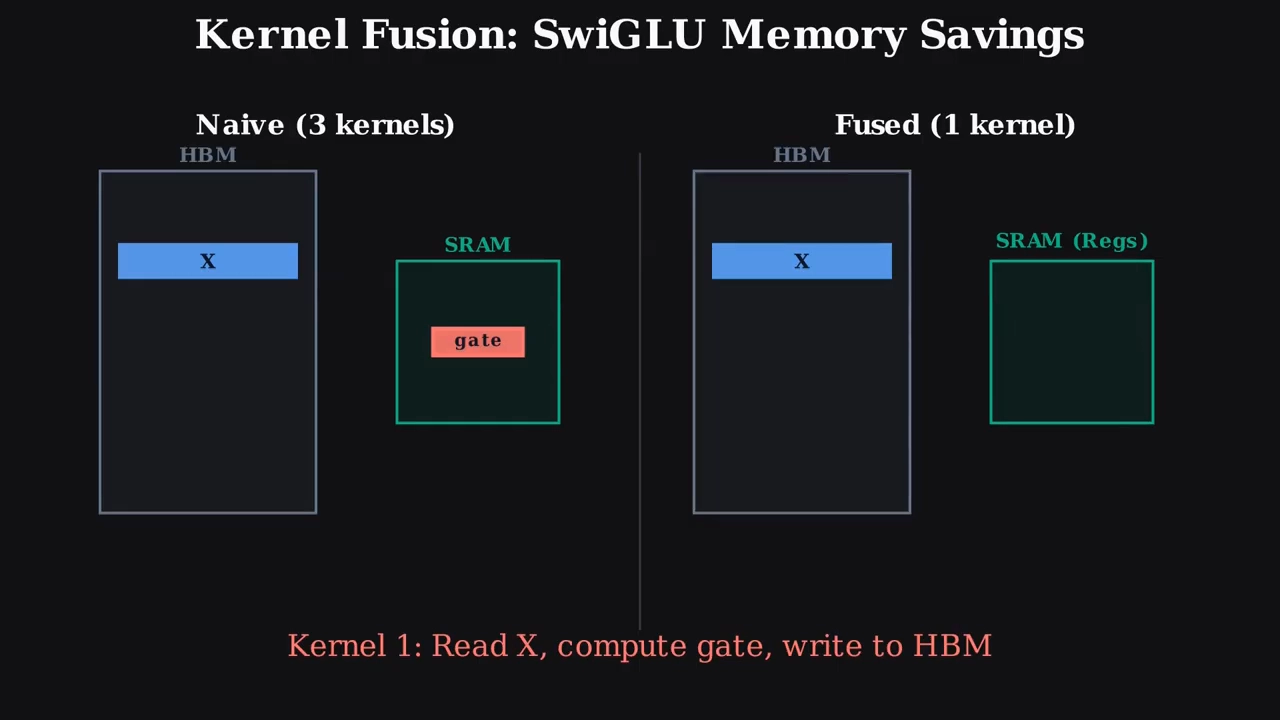 Kernel Fusion: SwiGLU Memory Savings
Naive (3 kernels)
HBM
X
SRAM
gate
Fused (1 kernel)
HBM
X
SRAM (Regs)
Kernel 1: Read X, compute gate, write to HBM